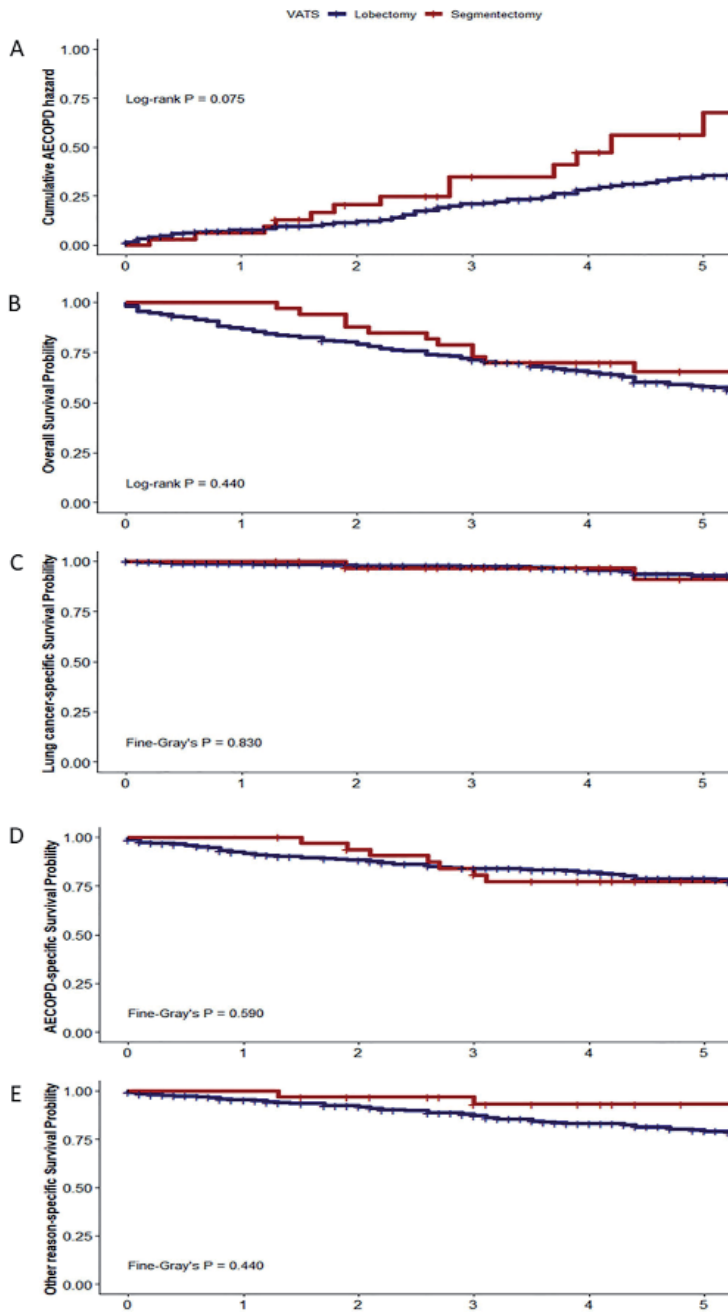 VATS Lobectomy Segmentectomy
A
Cumulative AECOPD hazard
1.00
0.75
0.50
0.25
0.00
Log-rank P = 0.075
0 1 2 3 4 5
B
Overall Survival Probility
1.00
0.75
0.50
0.25
0.00
Log-rank P = 0.440
0 1 2 3 4 5
C
Lung cancer-specific Survival Probility
1.00
0.75
0.50
0.25
0.00
Fine-Gray's P = 0.830
0 1 2 3 4 5
D
AECOPD-specific Survival Probility
1.00
0.75
0.50
0.25
0.00
Fine-Gray's P = 0.590
0 1 2 3 4 5
E
Other reason-specific Survival Probility
1.00
0.75
0.50
0.25
0.00
Fine-Gray's P = 0.440
0 1 2 3 4 5